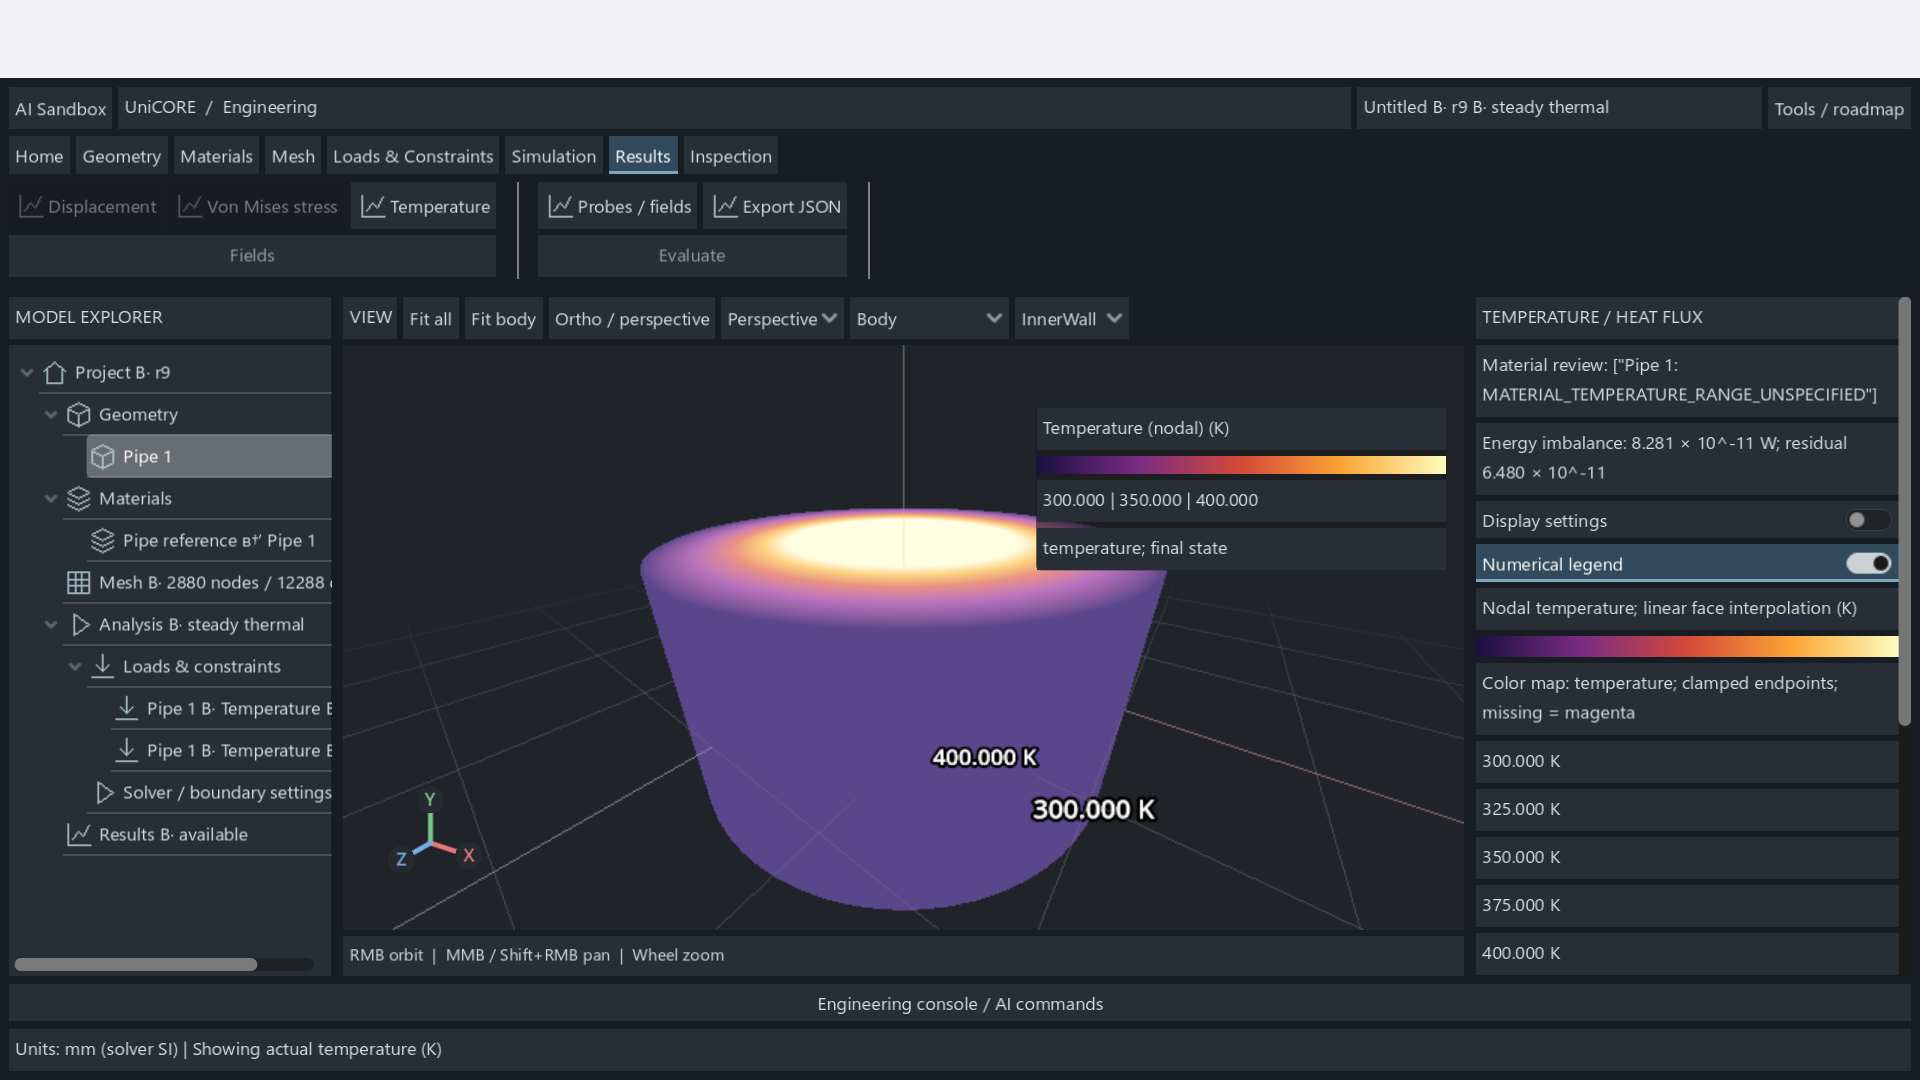 AI Sandbox
UniCORE / Engineering
Untitled В· r9 В· steady thermal
Tools / roadmap
Home
Geometry
Materials
Mesh
Loads & Constraints
Simulation
Results
Inspection
Displacement
Von Mises stress
Temperature
Probes / fields
Export JSON
Fields
Evaluate
MODEL EXPLORER
Project В· r9
Geometry
Pipe 1
Materials
Pipe reference в†’ Pipe 1
Mesh В· 2880 nodes / 12288
Analysis В· steady thermal
Loads & constraints
Pipe 1 В· Temperature
Pipe 1 В· Temperature
Solver / boundary settings
Results В· available
VIEW
Fit all
Fit body
Ortho / perspective
Perspective
Body
InnerWall
Temperature (nodal) (K)
300.000 | 350.000 | 400.000
temperature; final state
400.000 K
300.000 K
Y
Z
X
RMB orbit | MMB / Shift+RMB pan | Wheel zoom
TEMPERATURE / HEAT FLUX
Material review: ["Pipe 1:
MATERIAL_TEMPERATURE_RANGE_UNSPECIFIED"]
Energy imbalance: 8.281 × 10^-11 W; residual
6.480 × 10^-11
Display settings
Numerical legend
Nodal temperature; linear face interpolation (K)
Color map: temperature; clamped endpoints;
missing = magenta
300.000 K
325.000 K
350.000 K
375.000 K
400.000 K
Engineering console / AI commands
Units: mm (solver SI) | Showing actual temperature (K)